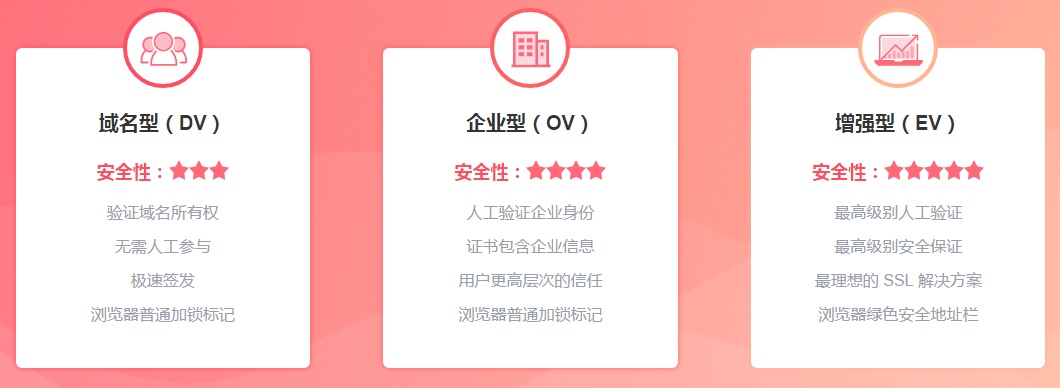 域名型（DV）
安全性：
验证域名所有权
无需人工参与
极速签发
浏览器普通加锁标记
企业型（OV）
安全性：
人工验证企业身份
证书包含企业信息
用户更高层次的信任
浏览器普通加锁标记
增强型（EV）
安全性：
最高级别人工验证
最高级别安全保证
最理想的 SSL 解决方案
浏览器绿色安全地址栏